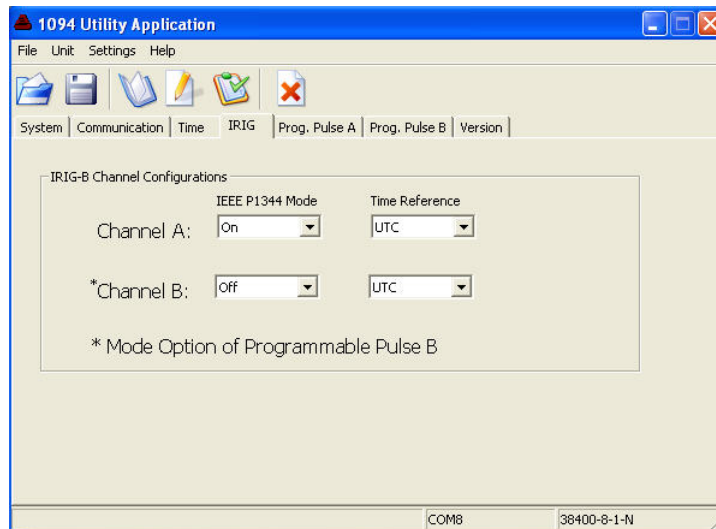 1094 Utility Application
File Unit Settings Help
System Communication Time IRIG Prog. Pulse A Prog. Pulse B Version
IRIG-B Channel Configurations
IEEE P1344 Mode Time Reference
Channel A: On UTC
*Channel B: Off UTC
* Mode Option of Programmable Pulse B
COM8 38400-8-1-N